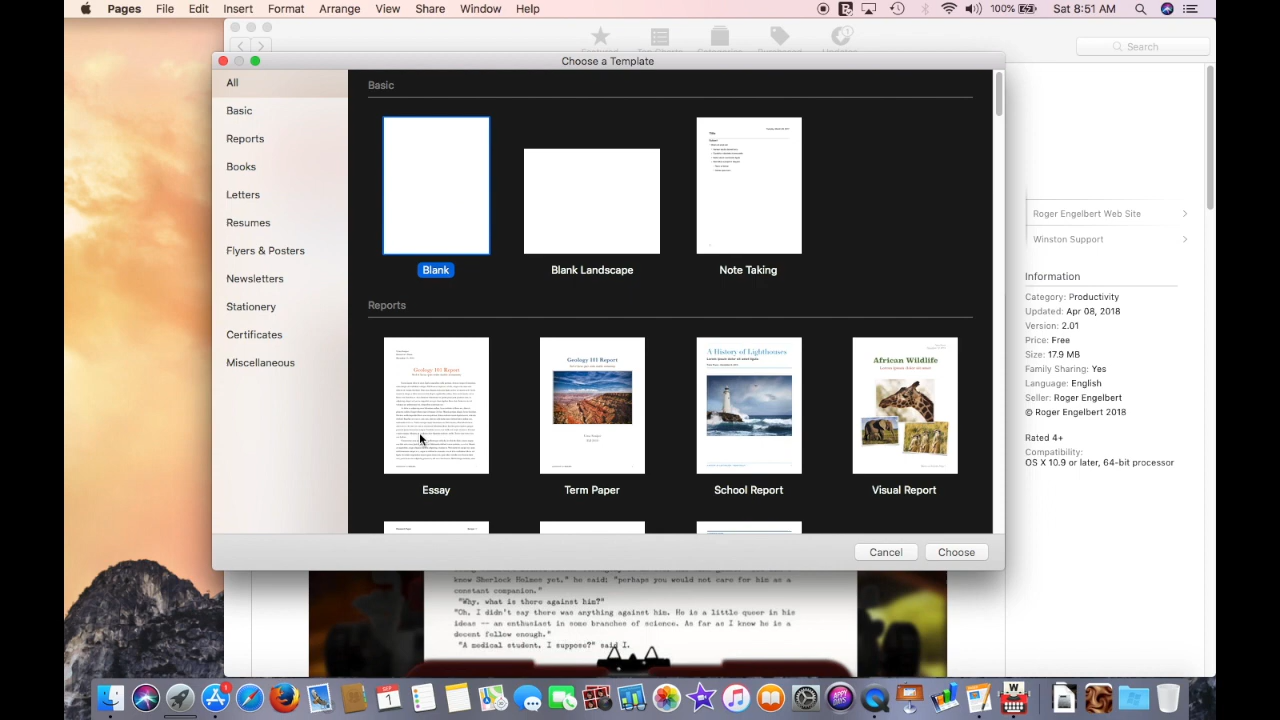 Pages File Edit Insert Format Arrange View Share Window Help
100% Sat 8:51 AM
Search
Choose a Template
All
Basic
Reports
Books
Letters
Resumes
Flyers & Posters
Newsletters
Stationery
Certificates
Miscellaneous
Basic
Blank
Blank Landscape
Note Taking
Reports
Geology 101 Report
Geology 101 Report
A History of Lighthouses
African Wildlife
Essay
Term Paper
School Report
Visual Report
Cancel
Choose
Roger Engelbert Web Site
Winston Support
Information
Category: Productivity
Updated: Apr 08, 2018
Version: 2.01
Price: Free
Size: 17.9 MB
Family Sharing: Yes
Language: English
Seller: Roger Engelbert
© Roger Engelbert 2018
Rated 4+
Compatibility:
OS X 10.9 or later, 64-bit processor
know Sherlock Holmes yet," he said; "perhaps you would not care for him as a
constant companion."
"Why, what is there against him?"
"Oh, I didn't say there was anything against him. He is a little queer in his
ideas -- an enthusiast in some branches of science. As far as I know he is a
decent fellow enough."
"A medical student, I suppose?" said I.
SEP
1
1
W